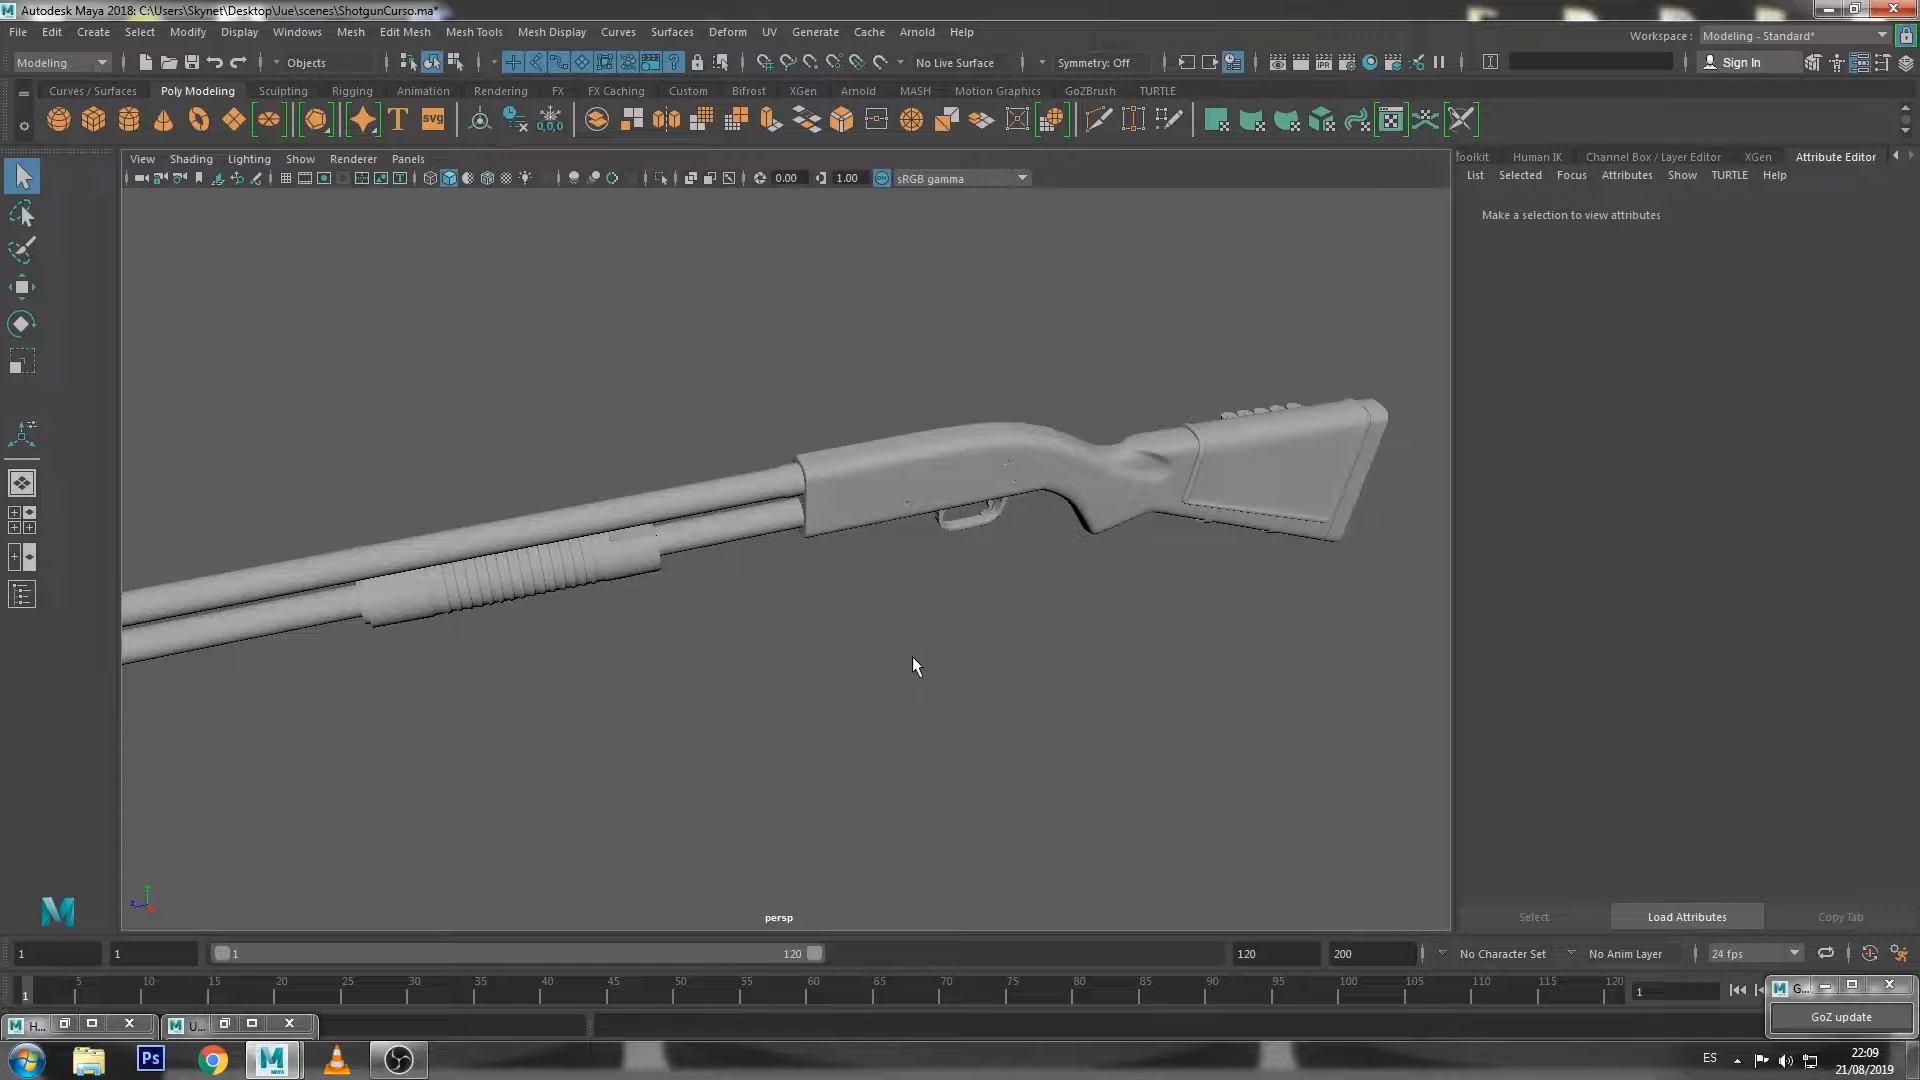 Autodesk Maya 2018: C:\Users\Skynet\Desktop\Jue\scenes\ShotgunCurso.ma*
File Edit Create Select Modify Display Windows Mesh Edit Mesh Mesh Tools Mesh Display Curves Surfaces Deform UV Generate Cache Arnold Help
Workspace : Modeling - Standard*
Modeling Objects No Live Surface Symmetry: Off Sign In
Curves / Surfaces Poly Modeling Sculpting Rigging Animation Rendering FX FX Caching Custom Bifrost XGen Arnold MASH Motion Graphics GoZBrush TURTLE
T svg 0,0,0
View Shading Lighting Show Renderer Panels
0.00 1.00 sRGB gamma
oolkit Human IK Channel Box / Layer Editor XGen Attribute Editor
List Selected Focus Attributes Show TURTLE Help
Make a selection to view attributes
y
z
persp
Select Load Attributes Copy Tab
1 1 1 120 120 200 No Character Set No Anim Layer 24 fps
5 10 15 20 25 30 35 40 45 50 55 60 65 70 75 80 85 90 95 100 105 110 115 120
1 1
G...
GoZ update
H... U...
Ps MAYA ES 22:09
21/08/2019